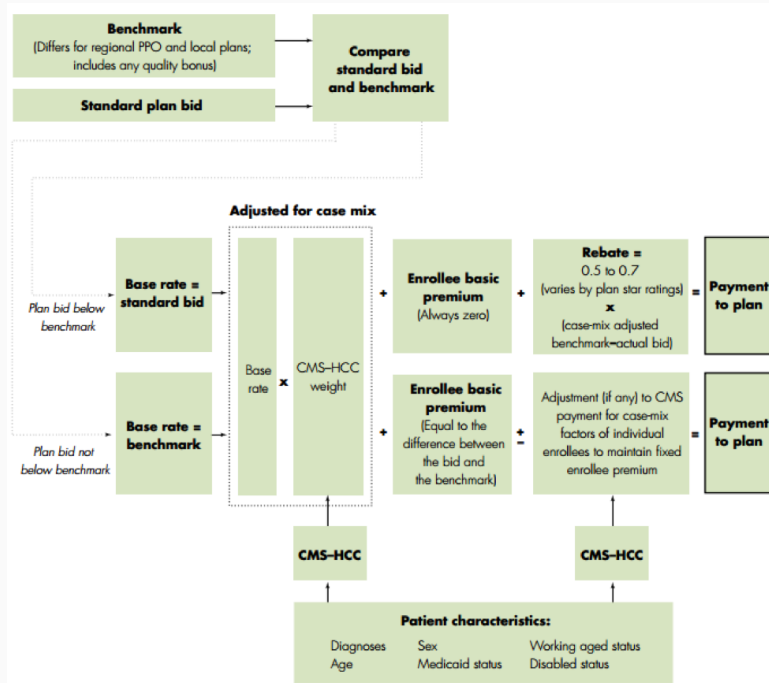 Benchmark
(Differs for regional PPO and local plans;
includes any quality bonus)
Compare
standard bid
and benchmark
Standard plan bid
Adjusted for case mix
Plan bid below
benchmark
Base rate =
standard bid
Base
rate
x
CMS–HCC
weight
+
Enrollee basic
premium
(Always zero)
+
Rebate =
0.5 to 0.7
(varies by plan star ratings)
x
(case-mix adjusted
benchmark–actual bid)
=
Payment
to plan
Plan bid not
below benchmark
Base rate =
benchmark
+
Enrollee basic
premium
(Equal to the
difference between
the bid and
the benchmark)
+
–
Adjustment (if any) to CMS
payment for case-mix
factors of individual
enrollees to maintain fixed
enrollee premium
=
Payment
to plan
CMS–HCC
CMS–HCC
Patient characteristics:
Diagnoses Sex Working aged status
Age Medicaid status Disabled status